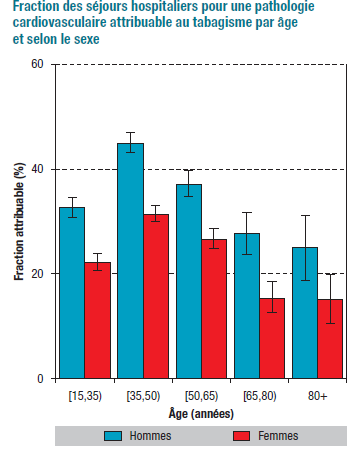 Fraction des séjours hospitaliers pour une pathologie
cardiovasculaire attribuable au tabagisme par âge
et selon le sexe
Fraction attribuable (%)
60
40
20
0
[15,35) [35,50) [50,65) [65,80) 80+
Âge (années)
Hommes Femmes